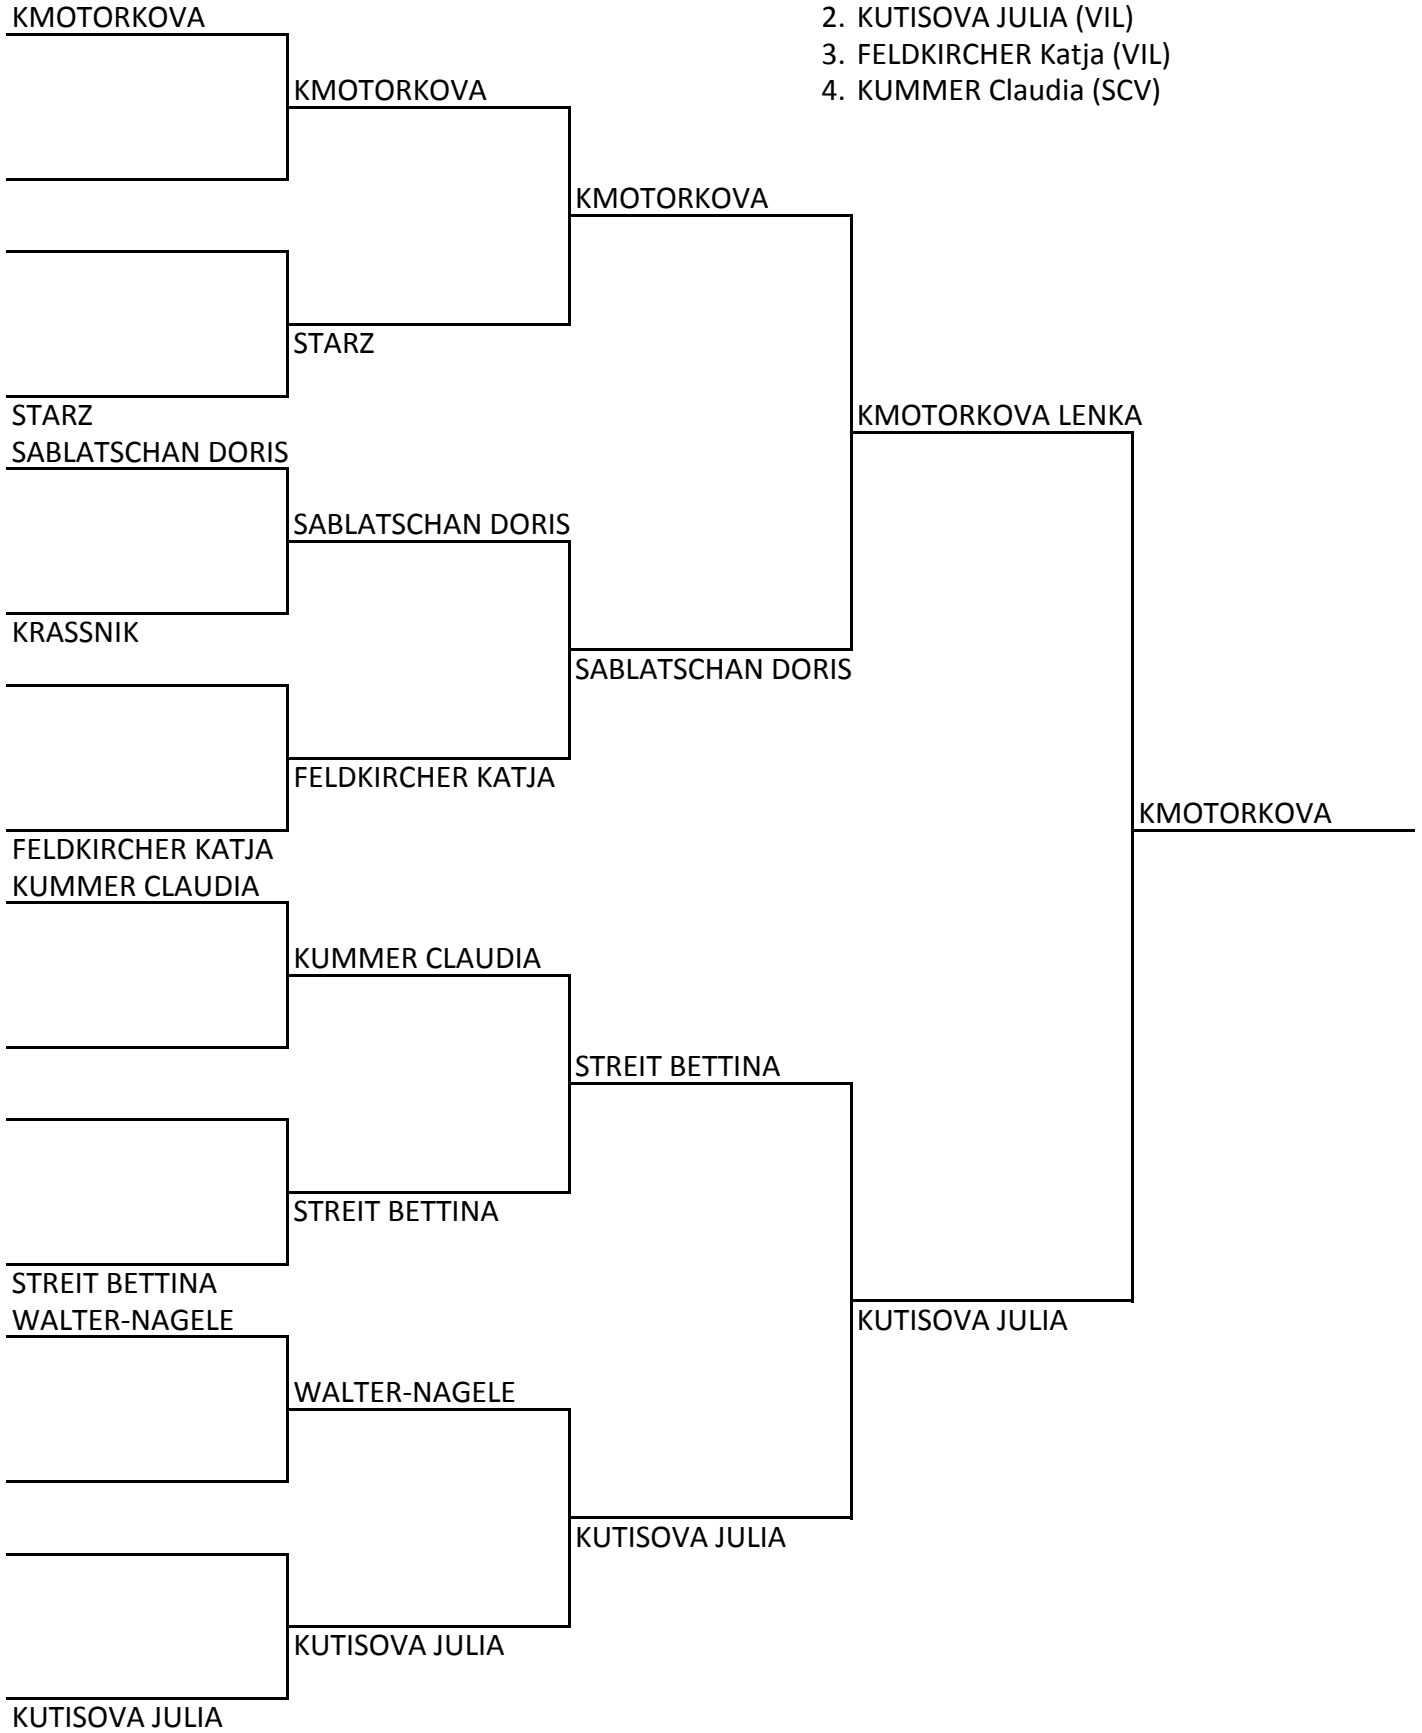 KMOTORKOVA
2. KUTISOVA JULIA (VIL)
3. FELDKIRCHER Katja (VIL)
KMOTORKOVA
4. KUMMER Claudia (SCV)
KMOTORKOVA
STARZ
STARZ
KMOTORKOVA LENKA
SABLATSCHAN DORIS
SABLATSCHAN DORIS
KRASSNIK
SABLATSCHAN DORIS
FELDKIRCHER KATJA
KMOTORKOVA
FELDKIRCHER KATJA
KUMMER CLAUDIA
KUMMER CLAUDIA
STREIT BETTINA
STREIT BETTINA
STREIT BETTINA
WALTER-NAGELE
KUTISOVA JULIA
WALTER-NAGELE
KUTISOVA JULIA
KUTISOVA JULIA
KUTISOVA JULIA